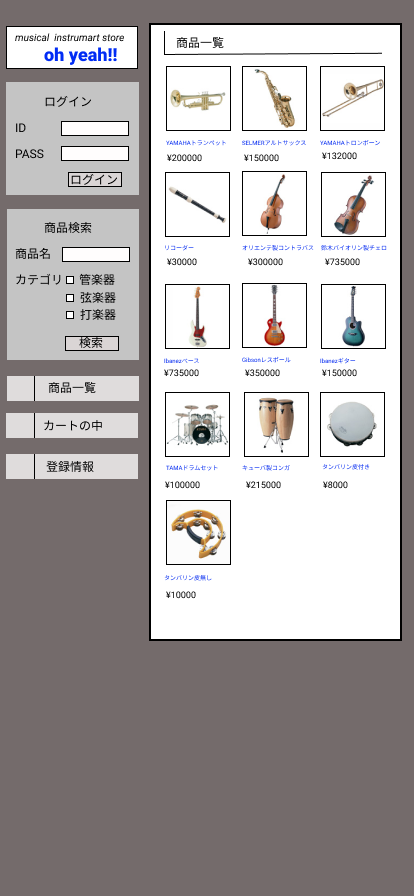 musical instrumart store
oh yeah!!
ログイン
ID
PASS
ログイン
商品検索
商品名
カテゴリ 管楽器
弦楽器
打楽器
検索
商品一覧
カートの中
登録情報
商品一覧
YAMAHAトランペット SELMERアルトサックス YAMAHAトロンボーン
¥200000 ¥150000 ¥132000
リコーター オリエンテ製コントラバス 鈴木バイオリン製チェロ
¥30000 ¥300000 ¥735000
Ibanezベース Gibsonレスポール Ibanezギター
¥735000 ¥350000 ¥150000
TAMAドラムセット キューバ製コンガ タンバリン皮付き
¥100000 ¥215000 ¥8000
タンバリン皮無し
¥10000